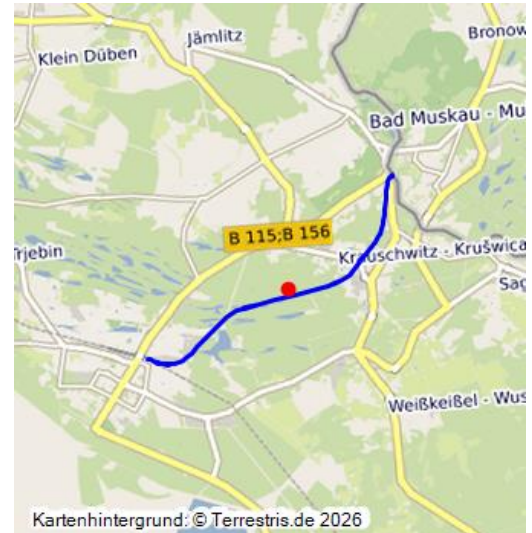 Jämlitz
Bronow
Klein Düben
Bad Muskau - Mu
B 115;B 156
Trjebin
Krauschwitz - Krušwica
Sag
Weißkeißel - Wus
Kartenhintergrund: © Terrestris.de 2026